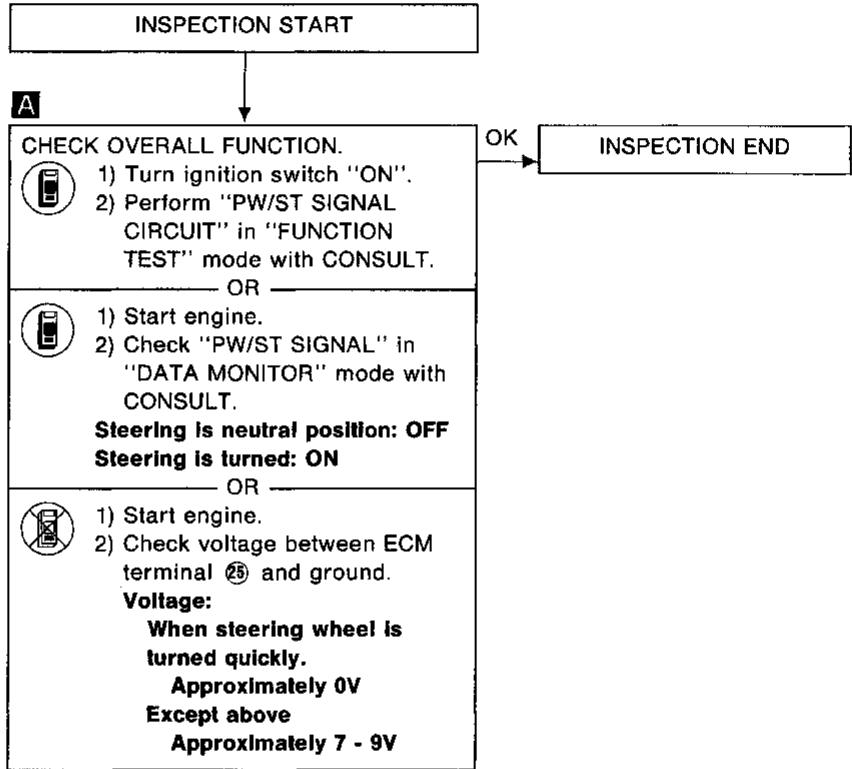 INSPECTION START
A
CHECK OVERALL FUNCTION.
1) Turn ignition switch "ON".
2) Perform "PW/ST SIGNAL
CIRCUIT" in "FUNCTION
TEST" mode with CONSULT.
OR
1) Start engine.
2) Check "PW/ST SIGNAL" in
"DATA MONITOR" mode with
CONSULT.
Steering is neutral position: OFF
Steering is turned: ON
OR
1) Start engine.
2) Check voltage between ECM
terminal ㉕ and ground.
Voltage:
When steering wheel is
turned quickly.
Approximately 0V
Except above
Approximately 7 - 9V
OK
INSPECTION END